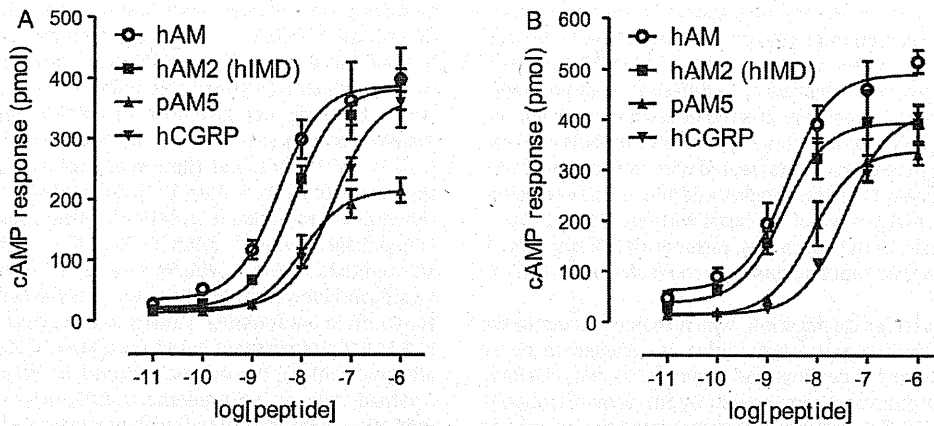 A
cAMP response (pmol)
500
400
300
200
100
0
hAM
hAM2 (hIMD)
pAM5
hCGRP
-11 -10 -9 -8 -7 -6
log[peptide]
B
cAMP response (pmol)
600
500
400
300
200
100
0
hAM
hAM2 (hIMD)
pAM5
hCGRP
-11 -10 -9 -8 -7 -6
log[peptide]